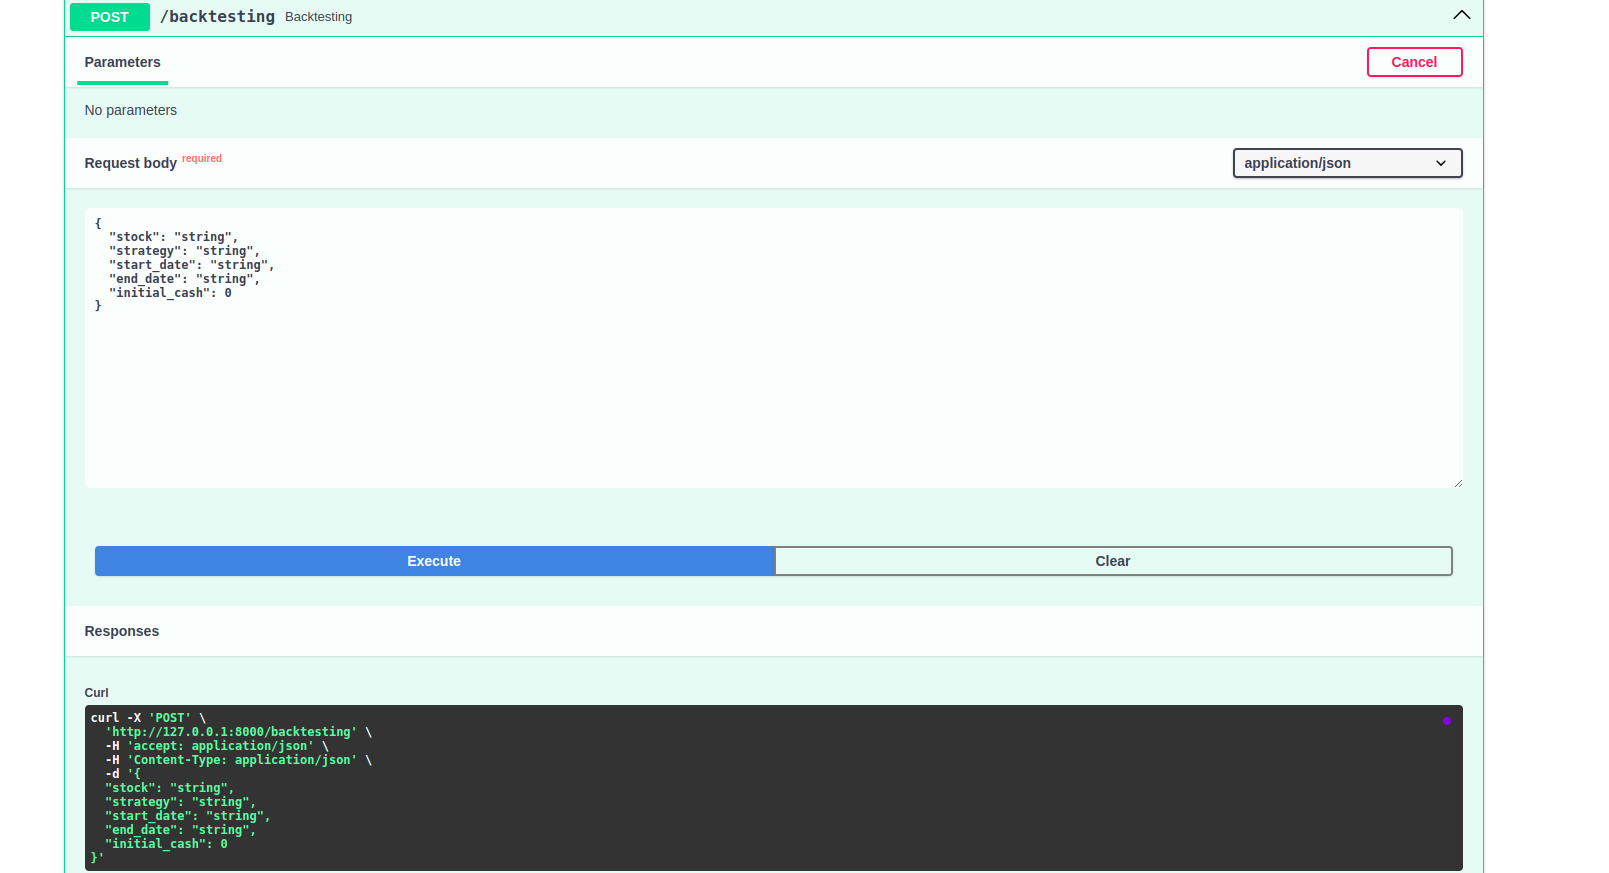 POST /backtesting Backtesting
Parameters
Cancel
No parameters
Request body required
application/json
{
  "stock": "string",
  "strategy": "string",
  "start_date": "string",
  "end_date": "string",
  "initial_cash": 0
}
Execute
Clear
Responses
Curl
curl -X 'POST' \
  'http://127.0.0.1:8000/backtesting' \
  -H 'accept: application/json' \
  -H 'Content-Type: application/json' \
  -d '{
  "stock": "string",
  "strategy": "string",
  "start_date": "string",
  "end_date": "string",
  "initial_cash": 0
}'